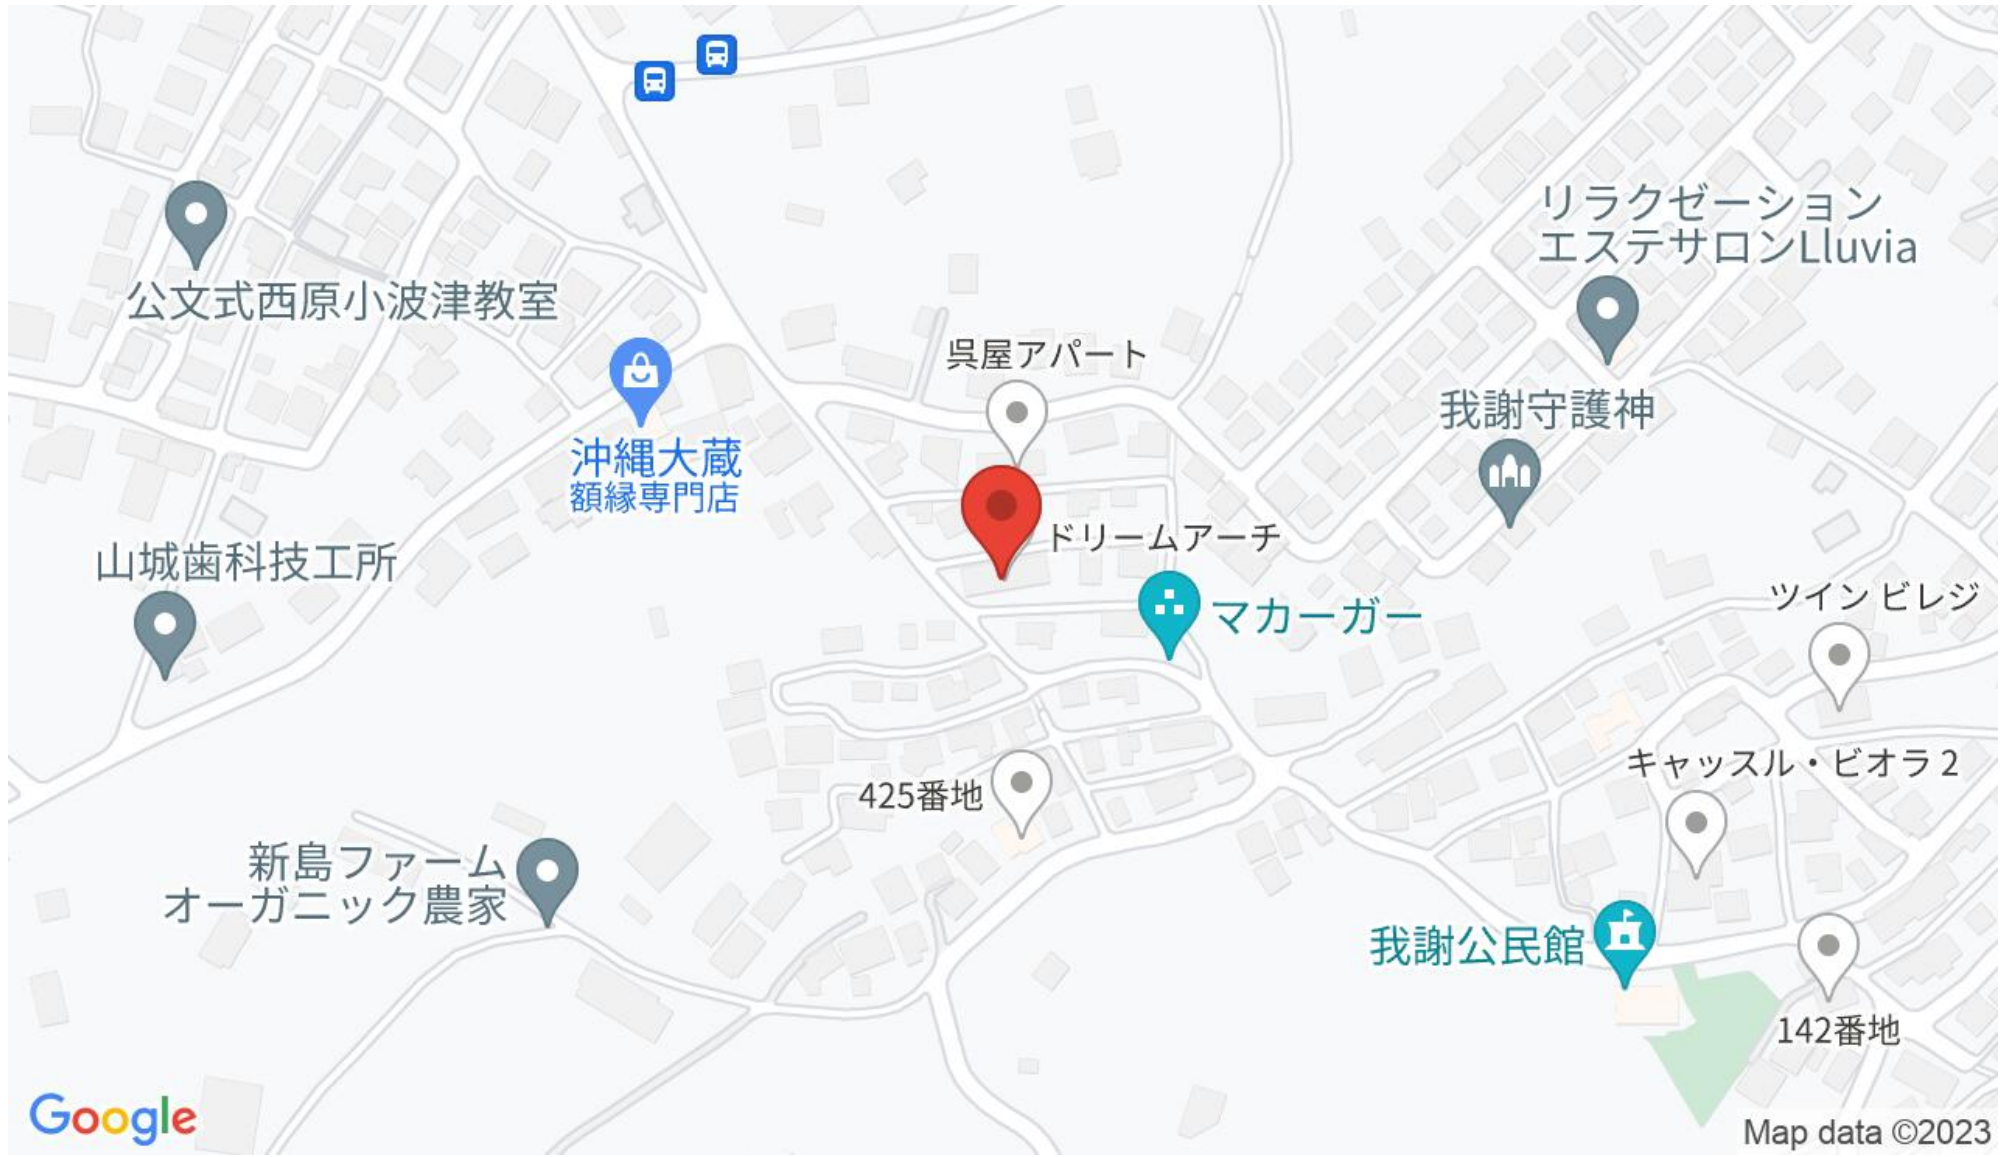 リラクゼーション
エステサロンLluvia
公文式西原小波津教室
呉屋アパート
我謝守護神
沖縄大蔵
額縁専門店
ドリームアーチ
山城歯科技工所
ツイン ビレジ
マカーガー
キャッスル・ビオラ 2
425番地
新島ファーム
オーガニック農家
我謝公民館
142番地
Google
Map data ©2023